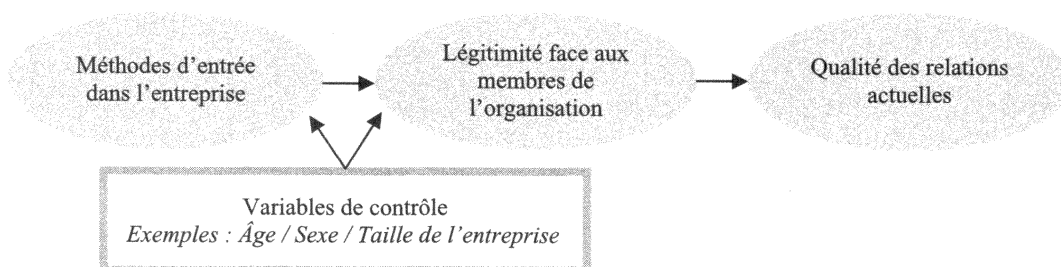 Méthodes d'entrée
dans l'entreprise
Légitimité face aux
membres de
l'organisation
Qualité des relations
actuelles
Variables de contrôle
Exemples : Âge / Sexe / Taille de l'entreprise